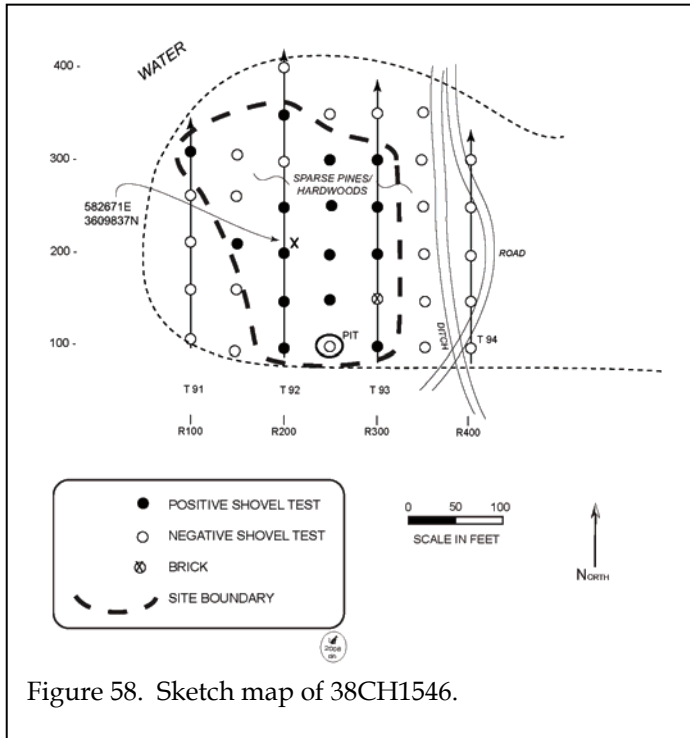 400 -
WATER
300 -
SPARSE PINES/
HARDWOODS
582671E
3609837N
X
200 -
ROAD
DITCH
PIT
100 -
T 94
T 91
T 92
T 93
R100
R200
R300
R400
POSITIVE SHOVEL TEST
NEGATIVE SHOVEL TEST
BRICK
SITE BOUNDARY
0 50 100
SCALE IN FEET
NORTH
2008
Figure 58. Sketch map of 38CH1546.